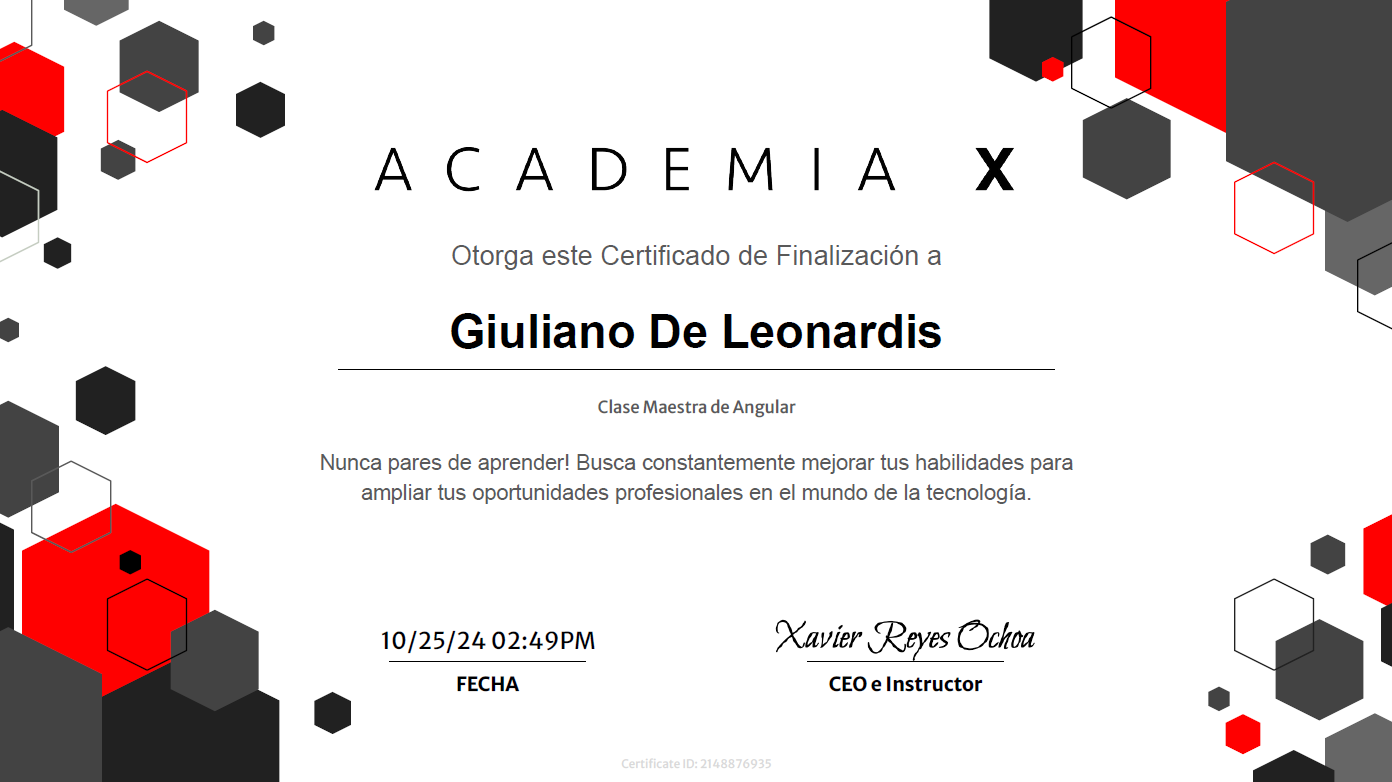 ACADEMIA X
Otorga este Certificado de Finalización a
Giuliano De Leonardis
Clase Maestra de Angular
Nunca pares de aprender! Busca constantemente mejorar tus habilidades para
ampliar tus oportunidades profesionales en el mundo de la tecnología.
10/25/24 02:49PM
FECHA
Xavier Reyes Ochoa
CEO e Instructor
Certificate ID: 2148876935